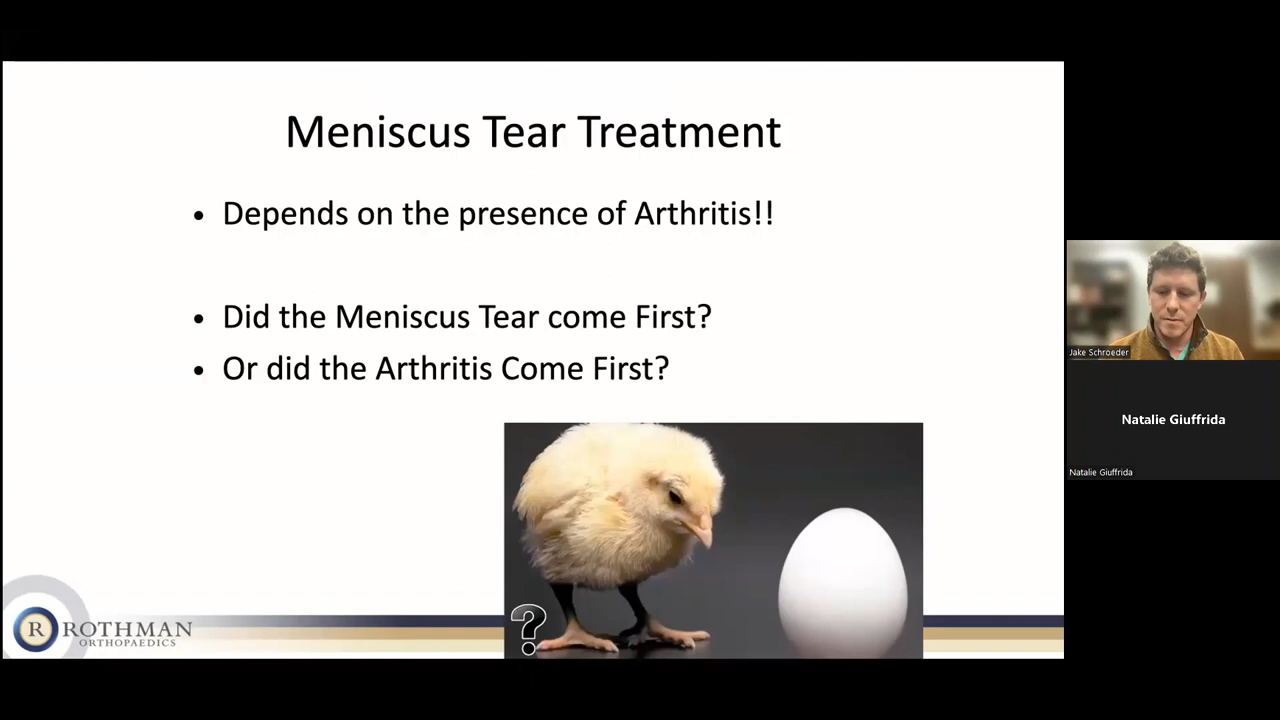 Meniscus Tear Treatment
• Depends on the presence of Arthritis!!
• Did the Meniscus Tear come First?
• Or did the Arthritis Come First?
?
R ROTHMAN
ORTHOPAEDICS
Jake Schroeder
Natalie Giuffrida
Natalie Giuffrida